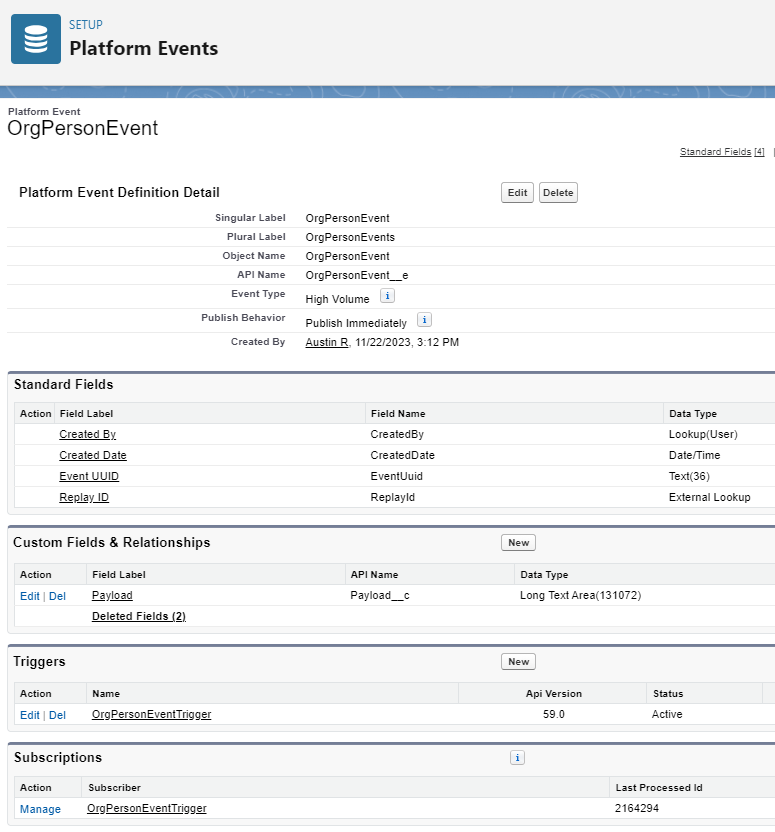 SETUP
Platform Events
Platform Event
OrgPersonEvent
Standard Fields [4] |
Platform Event Definition Detail Edit Delete
Singular Label OrgPersonEvent
Plural Label OrgPersonEvents
Object Name OrgPersonEvent
API Name OrgPersonEvent__e
Event Type High Volume i
Publish Behavior Publish Immediately i
Created By Austin R, 11/22/2023, 3:12 PM
Standard Fields
Action Field Label Field Name Data Type
Created By CreatedBy Lookup(User)
Created Date CreatedDate Date/Time
Event UUID EventUuid Text(36)
Replay ID ReplayId External Lookup
Custom Fields & Relationships New
Action Field Label API Name Data Type
Edit | Del Payload Payload__c Long Text Area(131072)
Deleted Fields (2)
Triggers New
Action Name Api Version Status
Edit | Del OrgPersonEventTrigger 59.0 Active
Subscriptions i
Action Subscriber Last Processed Id
Manage OrgPersonEventTrigger 2164294